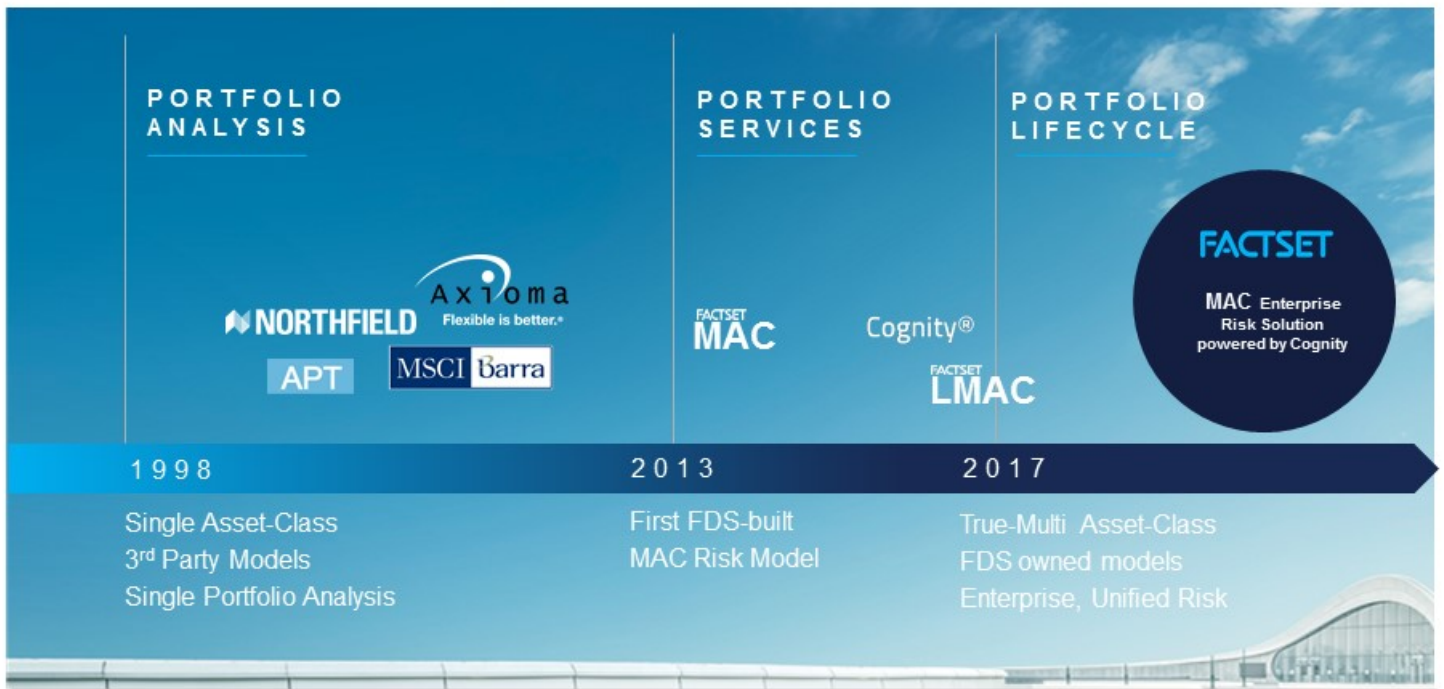 PORTFOLIO
ANALYSIS
PORTFOLIO
SERVICES
PORTFOLIO
LIFECYCLE
FACTSET
MAC Enterprise
Risk Solution
powered by Cognity
Axioma
Flexible is better.®
NORTHFIELD
APT
MSCI Barra
FACTSET
MAC
Cognity®
FACTSET
LMAC
1998
2013
2017
Single Asset-Class
3rd Party Models
Single Portfolio Analysis
First FDS-built
MAC Risk Model
True-Multi Asset-Class
FDS owned models
Enterprise, Unified Risk